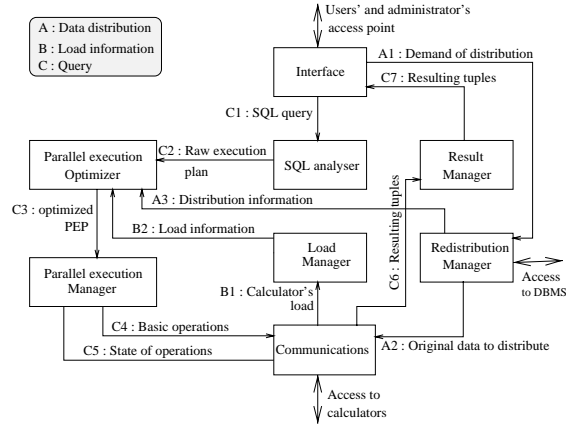 A : Data distribution
B : Load information
C : Query
Users' and administrator's
access point
Interface
A1 : Demand of distribution
C7 : Resulting tuples
C1 : SQL query
Parallel execution
Optimizer
C2 : Raw execution
plan
SQL analyser
Result
Manager
A3 : Distribution information
C3 : optimized
PEP
B2 : Load information
C6 : Resulting tuples
Load
Manager
Redistribution
Manager
Parallel execution
Manager
Access
to DBMS
B1 : Calculator's
load
C4 : Basic operations
C5 : State of operations
Communications
A2 : Original data to distribute
Access to
calculators